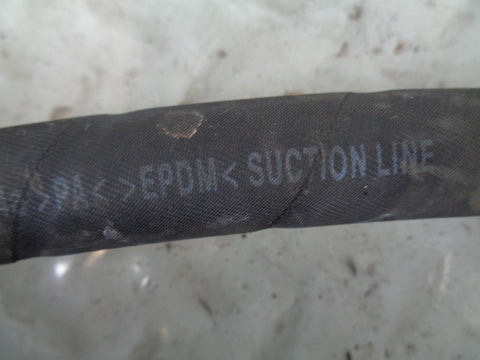 >PA< >EPDM< SUCTION LINE